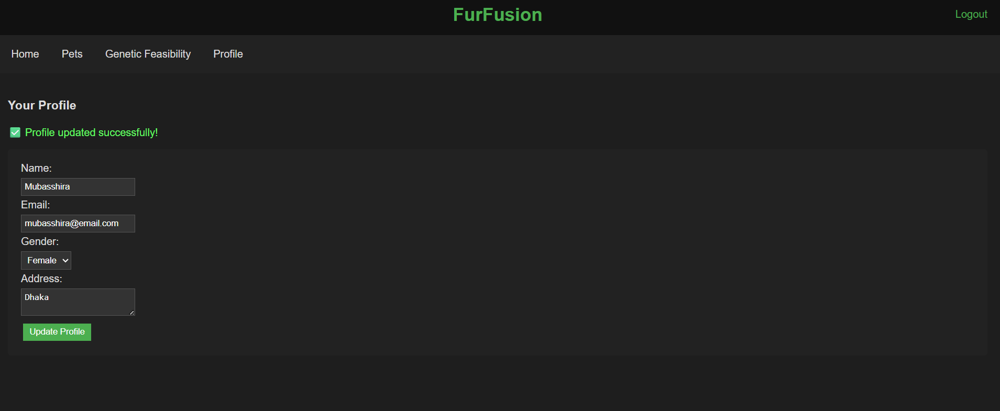 FurFusion
Logout
Home Pets Genetic Feasibility Profile
Your Profile
✅ Profile updated successfully!
Name:
Mubasshira
Email:
mubasshira@email.com
Gender:
Female
Address:
Dhaka
Update Profile